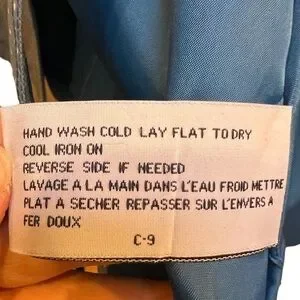 HAND WASH COLD LAY FLAT TO DRY
COOL IRON ON
REVERSE SIDE IF NEEDED
LAVAGE A LA MAIN DANS L'EAU FROID METTRE
PLAT A SECHER REPASSER SUR L'ENVERS A
FER DOUX
C-9